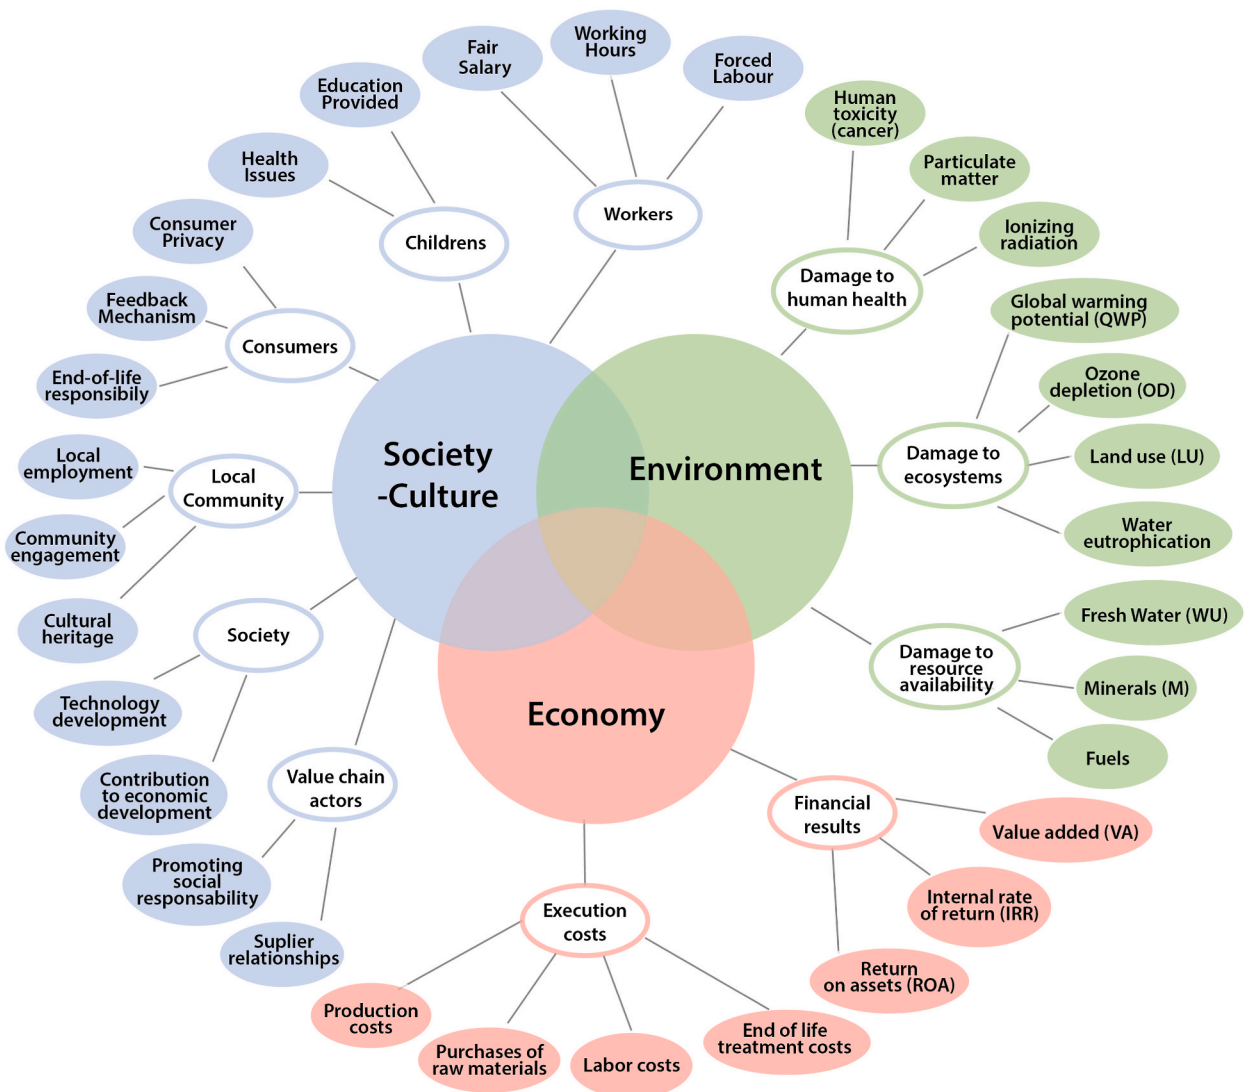 Fair
Salary
Working
Hours
Forced
Labour
Education
Provided
Health
Issues
Consumer
Privacy
Feedback
Mechanism
End-of-life
responsibily
Local
employment
Community
engagement
Cultural
heritage
Technology
development
Contribution
to economic
development
Promoting
social
responsability
Suplier
relationships
Workers
Childrens
Consumers
Local
Community
Society
Value chain
actors
Society
-Culture
Environment
Economy
Human
toxicity
(cancer)
Particulate
matter
Ionizing
radiation
Damage to
human health
Global warming
potential (QWP)
Ozone
depletion (OD)
Land use (LU)
Water
eutrophication
Damage to
ecosystems
Fresh Water (WU)
Minerals (M)
Fuels
Damage to
resource
availability
Financial
results
Value added (VA)
Internal rate
of return (IRR)
Return
on assets (ROA)
Execution
costs
Production
costs
Purchases of
raw materials
Labor costs
End of life
treatment costs